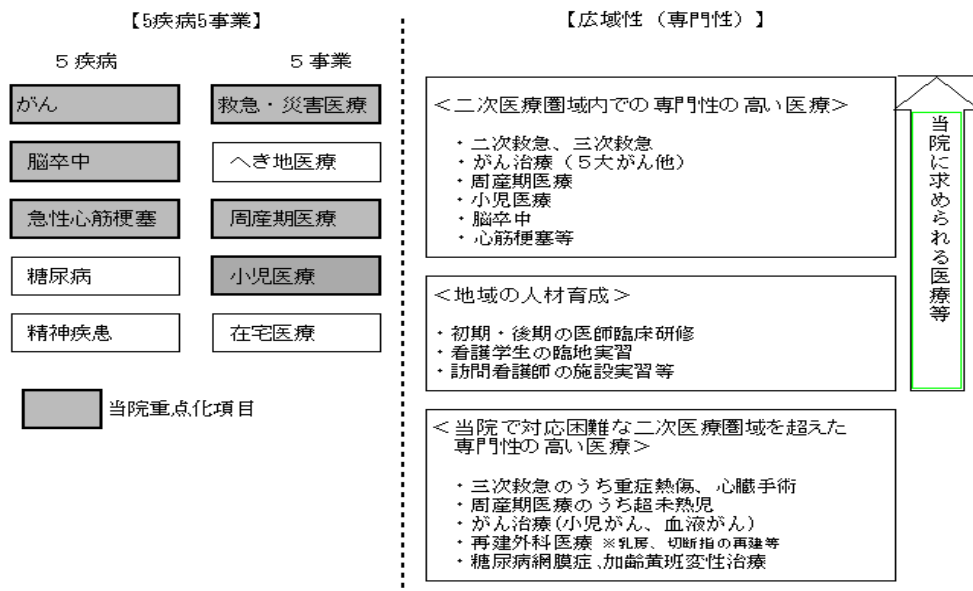 【5疾病5事業】
5 疾病
5 事業
がん
救急・災害医療
脳卒中
へき地医療
急性心筋梗塞
周産期医療
糖尿病
小児医療
精神疾患
在宅医療
当院重点化項目
【広域性（専門性）】
＜二次医療圏域内での専門性の高い医療＞
・二次救急、三次救急
・がん治療（５大がん他）
・周産期医療
・小児医療
・脳卒中
・心筋梗塞等
＜地域の人材育成＞
・初期・後期の医師臨床研修
・看護学生の臨地実習
・訪問看護師の施設実習等
＜当院で対応困難な二次医療圏域を超えた
専門性の高い医療＞
・三次救急のうち重症熱傷、心臓手術
・周産期医療のうち超未熟児
・がん治療(小児がん、血液がん)
・再建外科医療 ※乳房、切断指の再建等
・糖尿病網膜症、加齢黄斑変性治療
当院に求められる医療等